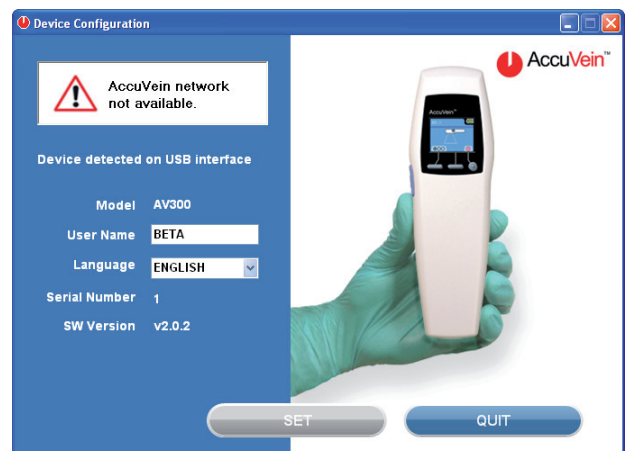 Device Configuration
AccuVein™
AccuVein network
not available.
Device detected on USB interface
Model AV300
User Name BETA
Language ENGLISH
Serial Number 1
SW Version v2.0.2
AccuVein™
SET
QUIT